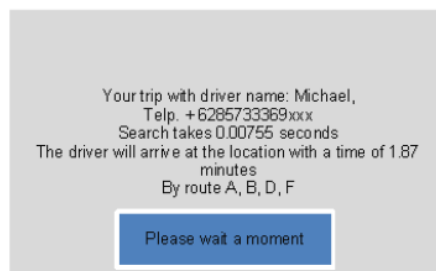 Your trip with driver name: Michael,
Telp. +6285733369xxx
Search takes 0.00755 seconds
The driver will arrive at the location with a time of 1.87
minutes
By route A, B, D, F
Please wait a moment